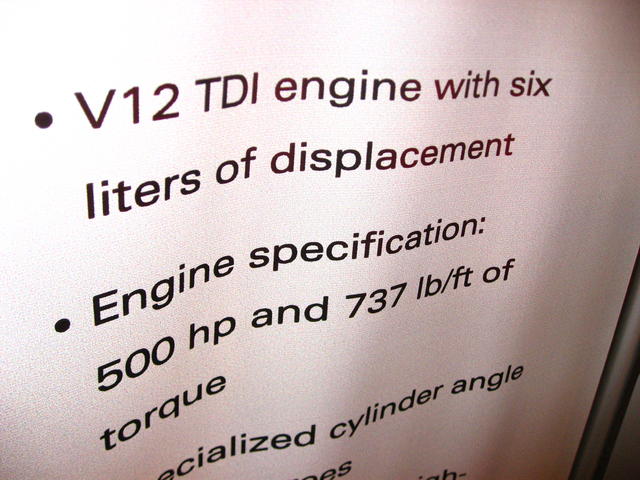 • V12 TDI engine with six
liters of displacement
• Engine specification:
500 hp and 737 lb/ft of
torque
ecialized cylinder angle